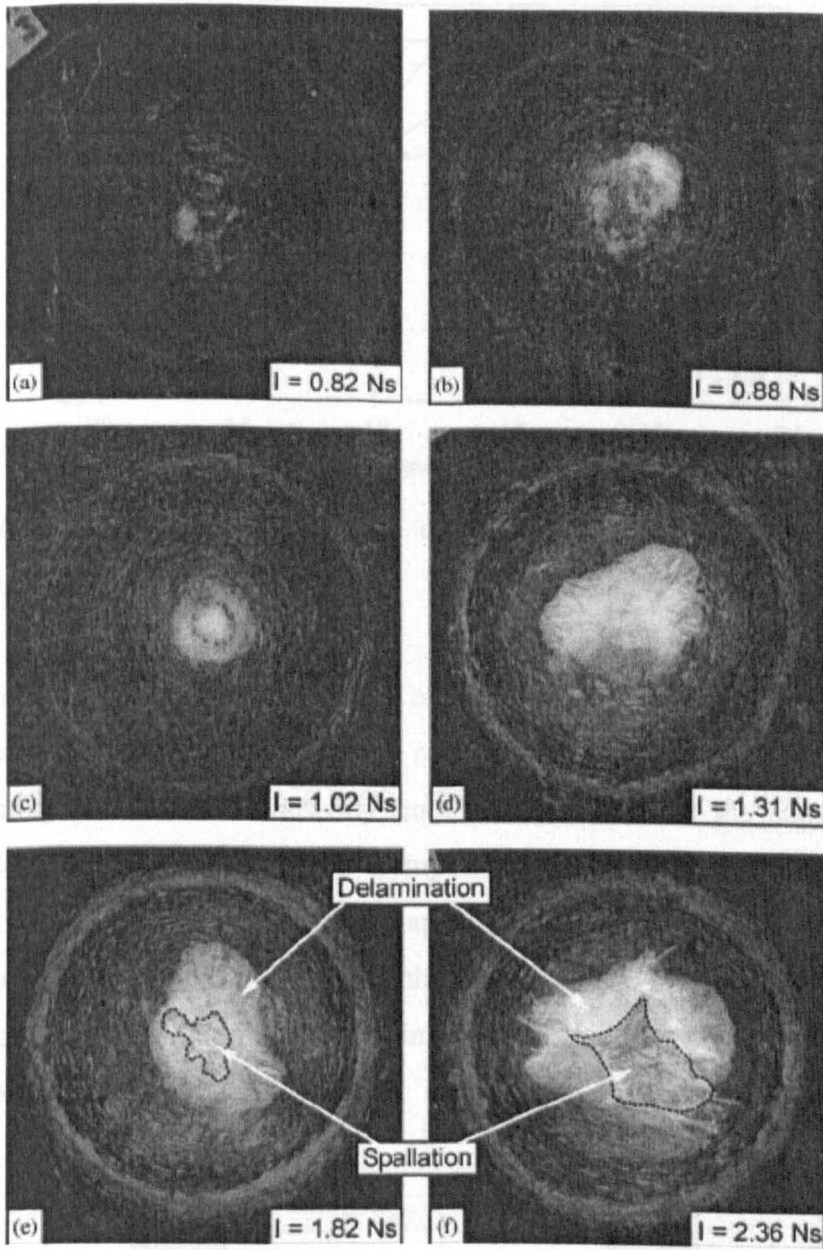 (a)
I = 0.82 Ns
(b)
I = 0.88 Ns
(c)
I = 1.02 Ns
(d)
I = 1.31 Ns
Delamination
Spallation
(e)
I = 1.82 Ns
(f)
I = 2.36 Ns